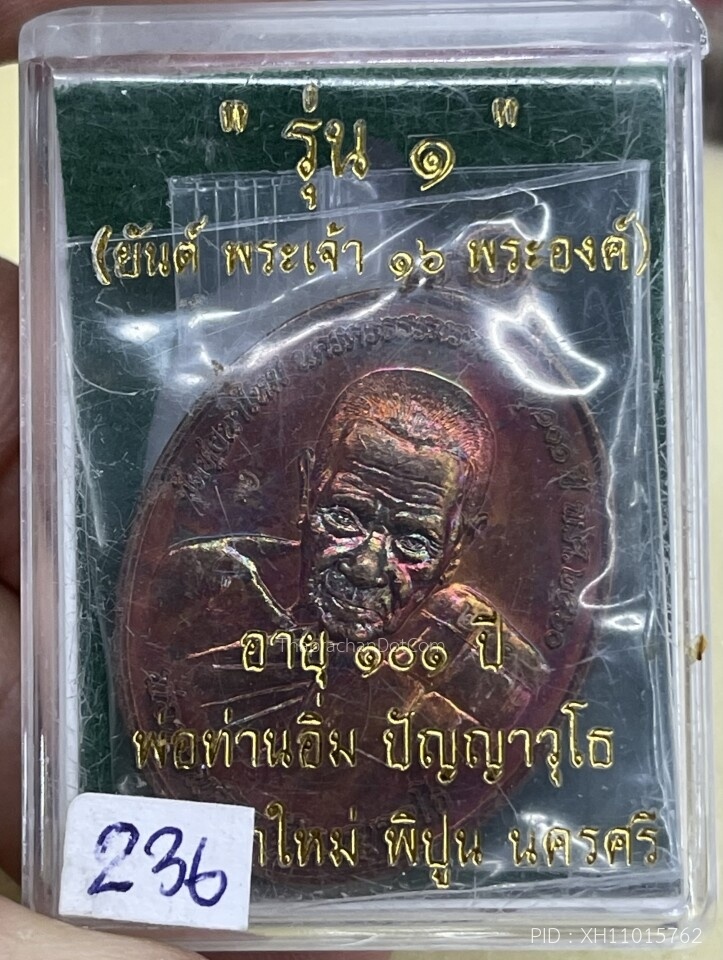 "รุ่น ๑"
(ยันต์ พระเจ้า ๑๖ พระองค์)
อายุ ๑๐๑ ปี
ThaprachanDotCom
พ่อท่านอิ่ม ปัญญาวุโธ
ใหม่ พิปูน นครศรี
236
PID : XH11015762